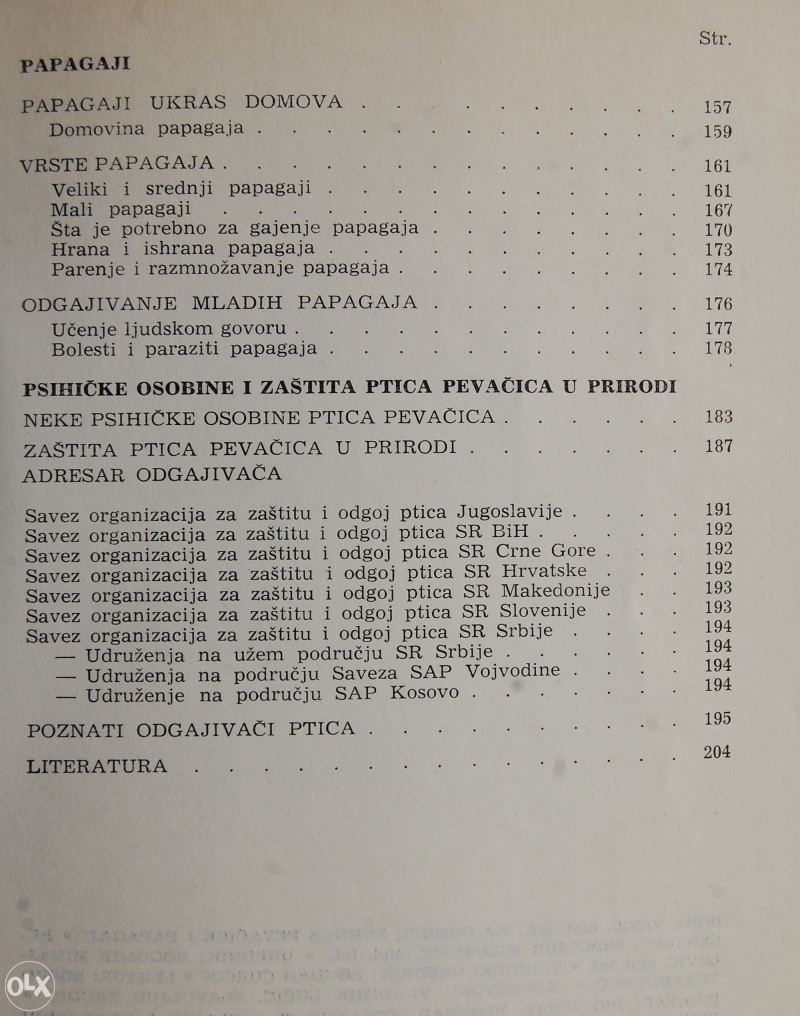 Str.
PAPAGAJI
PAPAGAJI UKRAS DOMOVA . . . . . . . . . . 157
Domovina papagaja . . . . . . . . . . . . . 159
VRSTE PAPAGAJA . . . . . . . . . . . . . . 161
Veliki i srednji papagaji . . . . . . . . . . . 161
Mali papagaji . . . . . . . . . . . . . . 167
Šta je potrebno za gajenje papagaja . . . . . . . . 170
Hrana i ishrana papagaja . . . . . . . . . . . 173
Parenje i razmnožavanje papagaja . . . . . . . . . 174
ODGAJIVANJE MLADIH PAPAGAJA . . . . . . . . 176
Učenje ljudskom govoru . . . . . . . . . . . . 177
Bolesti i paraziti papagaja . . . . . . . . . . . 178
PSIHIČKE OSOBINE I ZAŠTITA PTICA PEVAČICA U PRIRODI
NEKE PSIHIČKE OSOBINE PTICA PEVAČICA . . . . . . 183
ZAŠTITA PTICA PEVAČICA U PRIRODI . . . . . . . 187
ADRESAR ODGAJIVAČA
Savez organizacija za zaštitu i odgoj ptica Jugoslavije . . . . 191
Savez organizacija za zaštitu i odgoj ptica SR BiH . . . . . 192
Savez organizacija za zaštitu i odgoj ptica SR Crne Gore . . . 192
Savez organizacija za zaštitu i odgoj ptica SR Hrvatske . . . 192
Savez organizacija za zaštitu i odgoj ptica SR Makedonije . . 193
Savez organizacija za zaštitu i odgoj ptica SR Slovenije . . . 193
Savez organizacija za zaštitu i odgoj ptica SR Srbije . . . . 194
— Udruženja na užem području SR Srbije . . . . . . 194
— Udruženja na području Saveza SAP Vojvodine . . . . 194
— Udruženje na području SAP Kosovo . . . . . . . 194
POZNATI ODGAJIVAČI PTICA . . . . . . . . . . 195
LITERATURA . . . . . . . . . . . . . . . 204
OLX